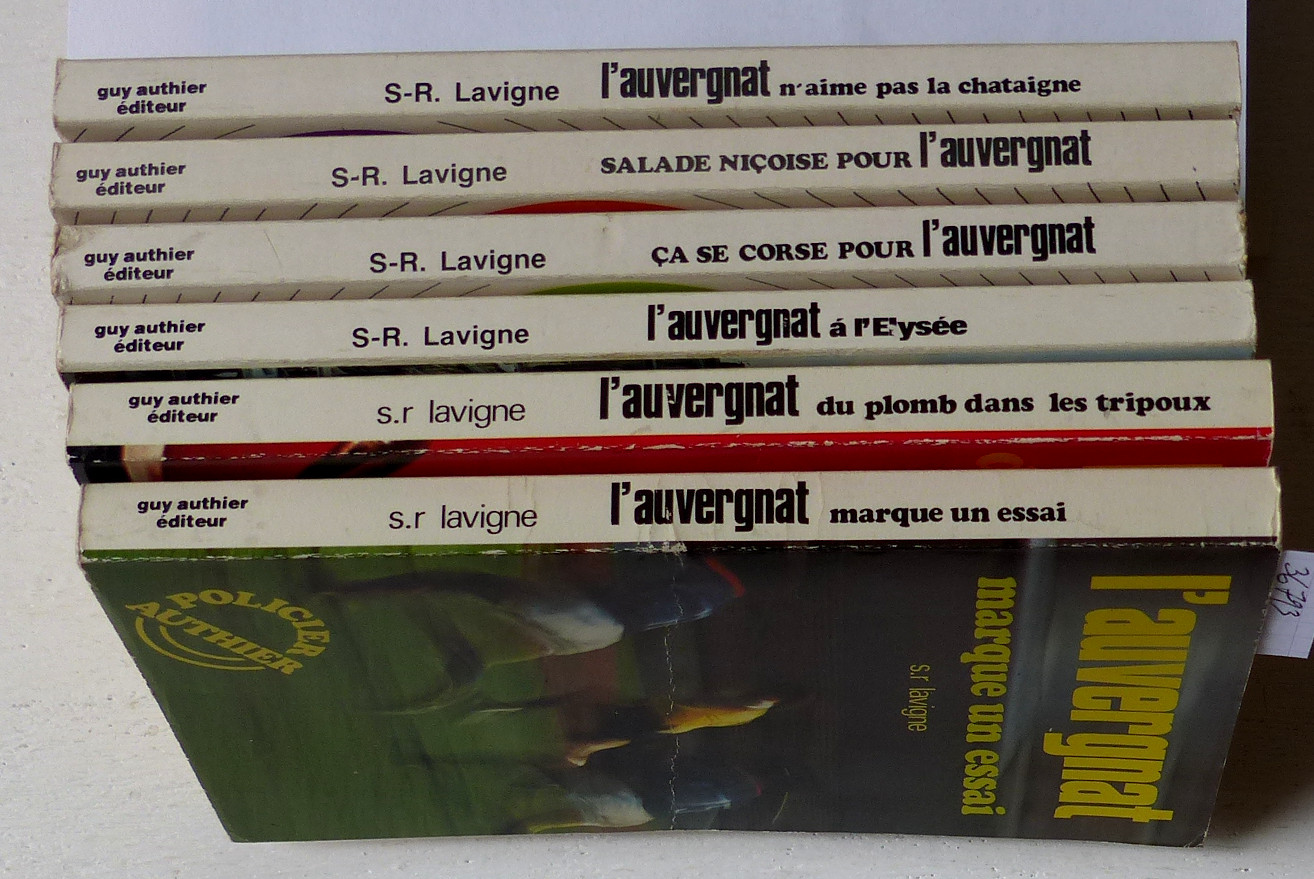 guy authier
éditeur
S-R. Lavigne
l'auvergnat n'aime pas la chataigne
guy authier
éditeur
S-R. Lavigne
SALADE NIÇOISE POUR l'auvergnat
guy authier
éditeur
S-R. Lavigne
ÇA SE CORSE POUR l'auvergnat
guy authier
éditeur
S-R. Lavigne
l'auvergnat á l'Elysée
guy authier
éditeur
s.r lavigne
l'auvergnat du plomb dans les tripoux
guy authier
éditeur
s.r lavigne
l'auvergnat marque un essai
POLICIER
AUTHIER
l'auvergnat
marque un essai
s.r lavigne